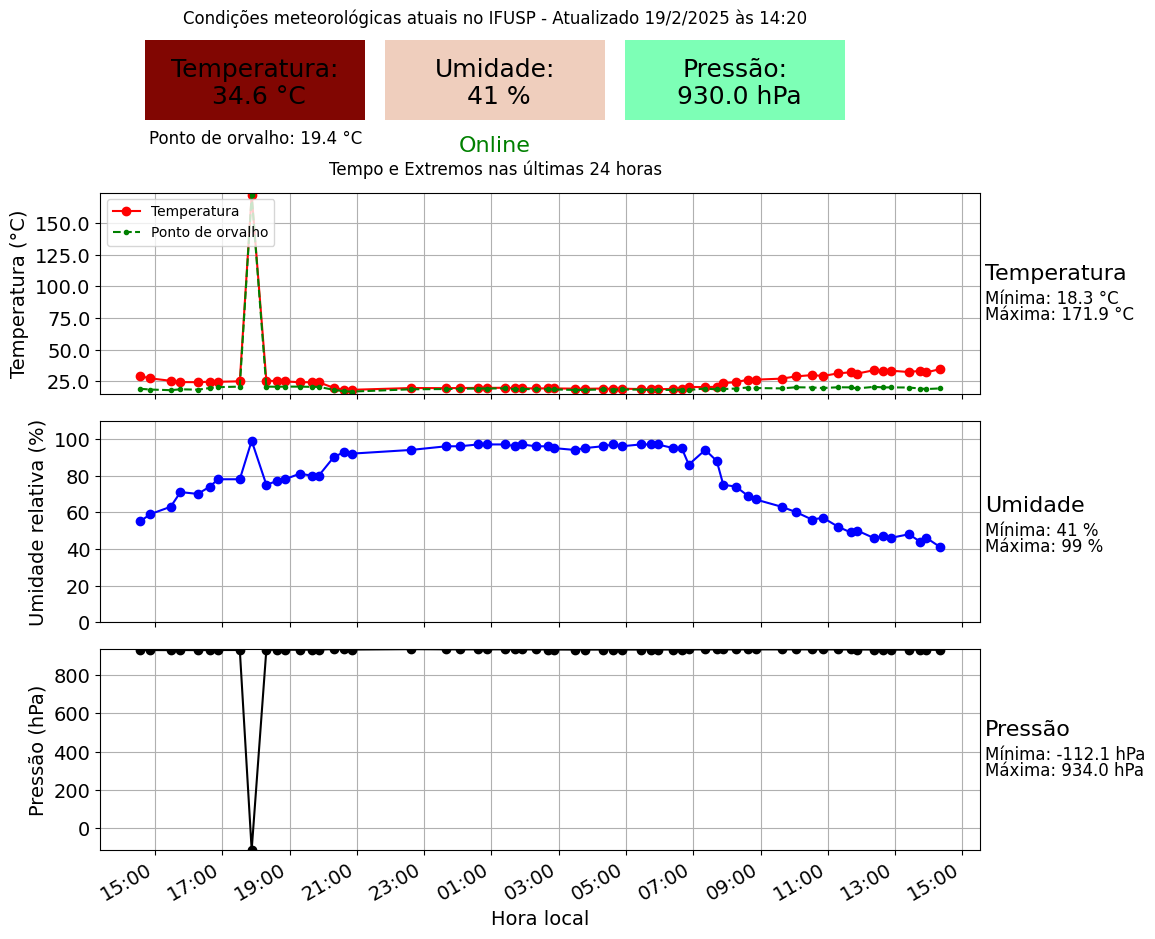 Condições meteorológicas atuais no IFUSP - Atualizado 19/2/2025 às 14:20
Temperatura:
34.6 °C
Umidade:
41 %
Pressão:
930.0 hPa
Ponto de orvalho: 19.4 °C
Online
Tempo e Extremos nas últimas 24 horas
Temperatura (°C)
150.0
125.0
100.0
75.0
50.0
25.0
Temperatura
Ponto de orvalho
Temperatura
Mínima: 18.3 °C
Máxima: 171.9 °C
Umidade relativa (%)
100
80
60
40
20
0
Umidade
Mínima: 41 %
Máxima: 99 %
Pressão (hPa)
800
600
400
200
0
Pressão
Mínima: -112.1 hPa
Máxima: 934.0 hPa
15:00 17:00 19:00 21:00 23:00 01:00 03:00 05:00 07:00 09:00 11:00 13:00 15:00
Hora local